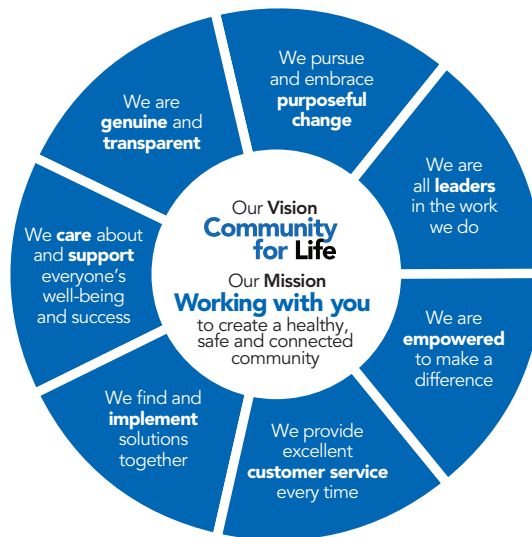 We pursue
and embrace
purposeful
change
We are
all leaders
in the work
we do
We are
empowered
to make a
difference
We provide
excellent
customer service
every time
We find and
implement
solutions
together
We care about
and support
everyone's
well-being
and success
We are
genuine and
transparent
Our Vision
Community
for Life
Our Mission
Working with you
to create a healthy,
safe and connected
community